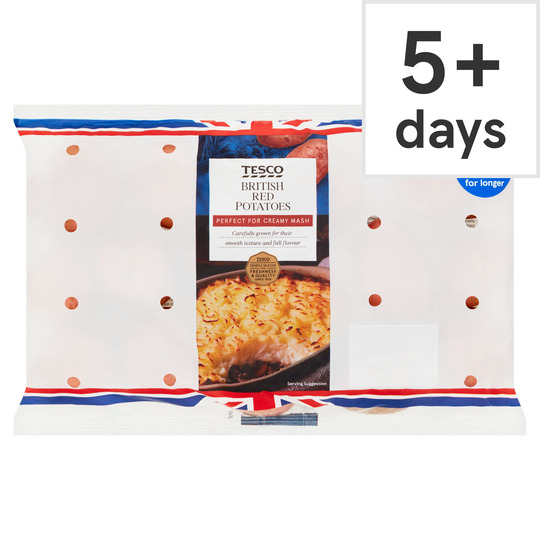 5+
days
for longer
TESCO
BRITISH
RED
POTATOES
PERFECT FOR CREAMY MASH
Carefully grown for their
smooth texture and full flavour
TESCO
FRESHNESS
& QUALITY
Serving Suggestion